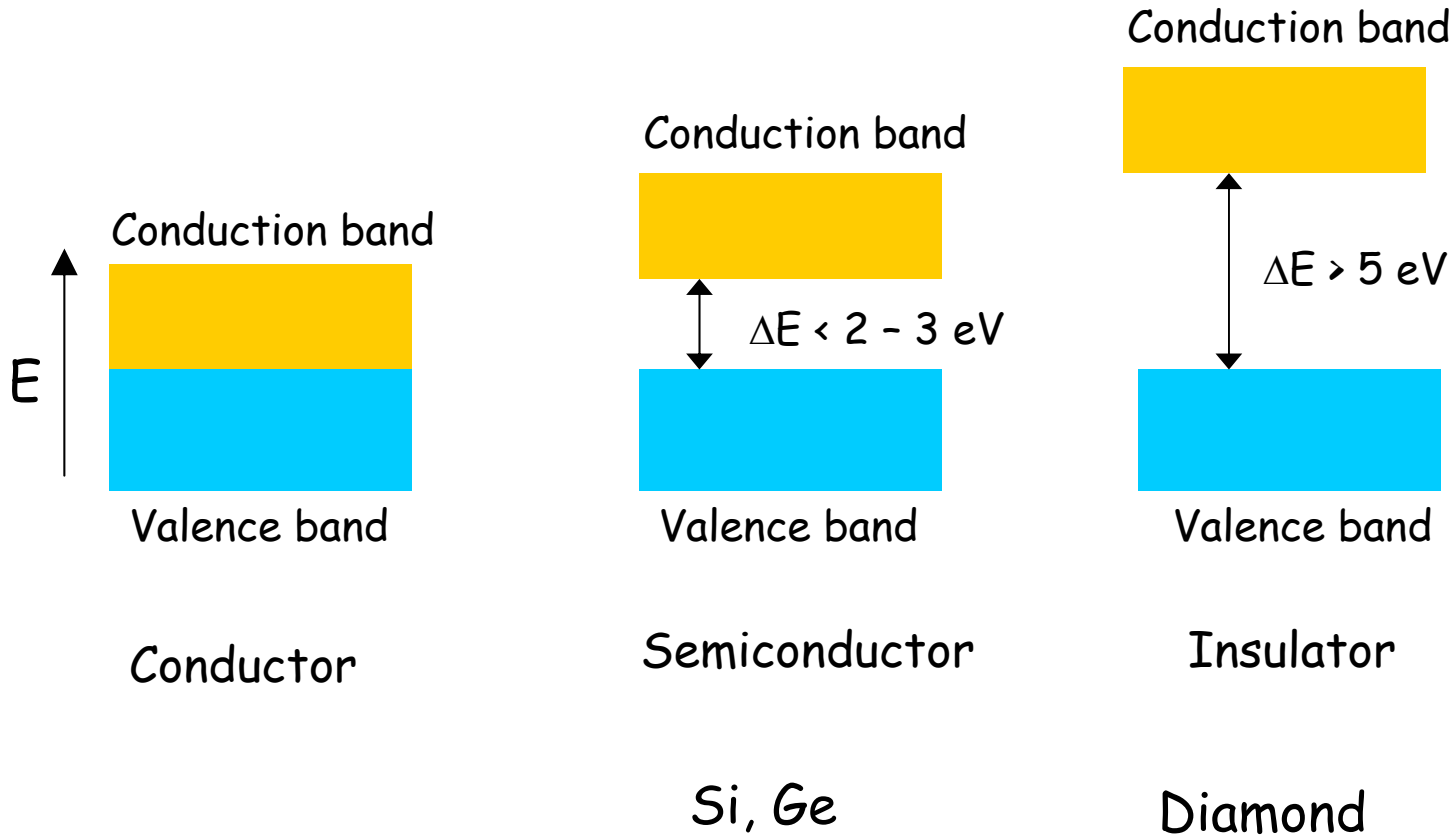 Conduction band
Conduction band
Conduction band
E
ΔE < 2 – 3 eV
ΔE > 5 eV
Valence band
Valence band
Valence band
Conductor
Semiconductor
Insulator
Si, Ge
Diamond